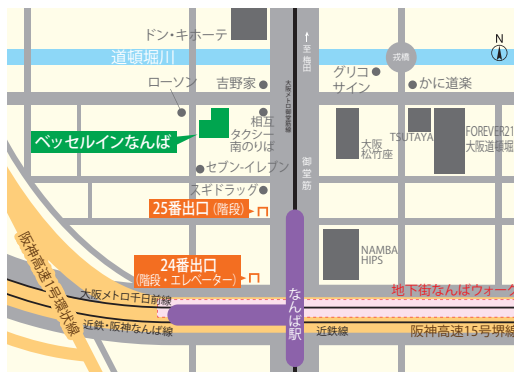 ドン・キホーテ
道頓堀川
↑至梅田
戎橋
N
グリコ
サイン
かに道楽
ローソン
吉野家
大阪メトロ御堂筋線
相互
タクシー
南のりば
ベッセルインなんば
大阪
松竹座
TSUTAYA
FOREVER21
大阪道頓堀
セブン-イレブン
御堂筋
スギドラッグ
25番出口(階段)
24番出口
(階段・エレベーター)
NAMBA
HIPS
阪神高速1号環状線
大阪メトロ千日前線
なんば駅
地下街なんばウォーク
近鉄・阪神なんば線
近鉄線
阪神高速15号堺線